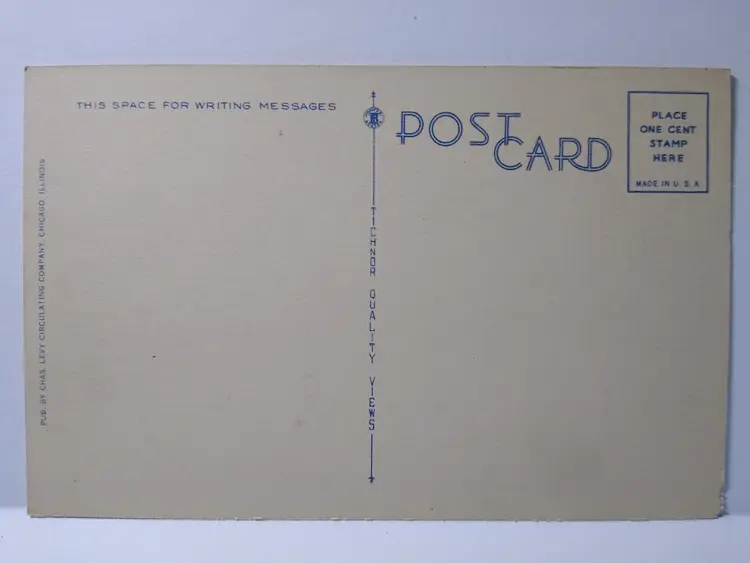 THIS SPACE FOR WRITING MESSAGES
POST
CARD
PLACE
ONE CENT
STAMP
HERE
MADE IN U. S. A
TICHNOR QUALITY VIEWS
PUB. BY CHAS. LEVY CIRCULATING COMPANY, CHICAGO, ILLINOIS